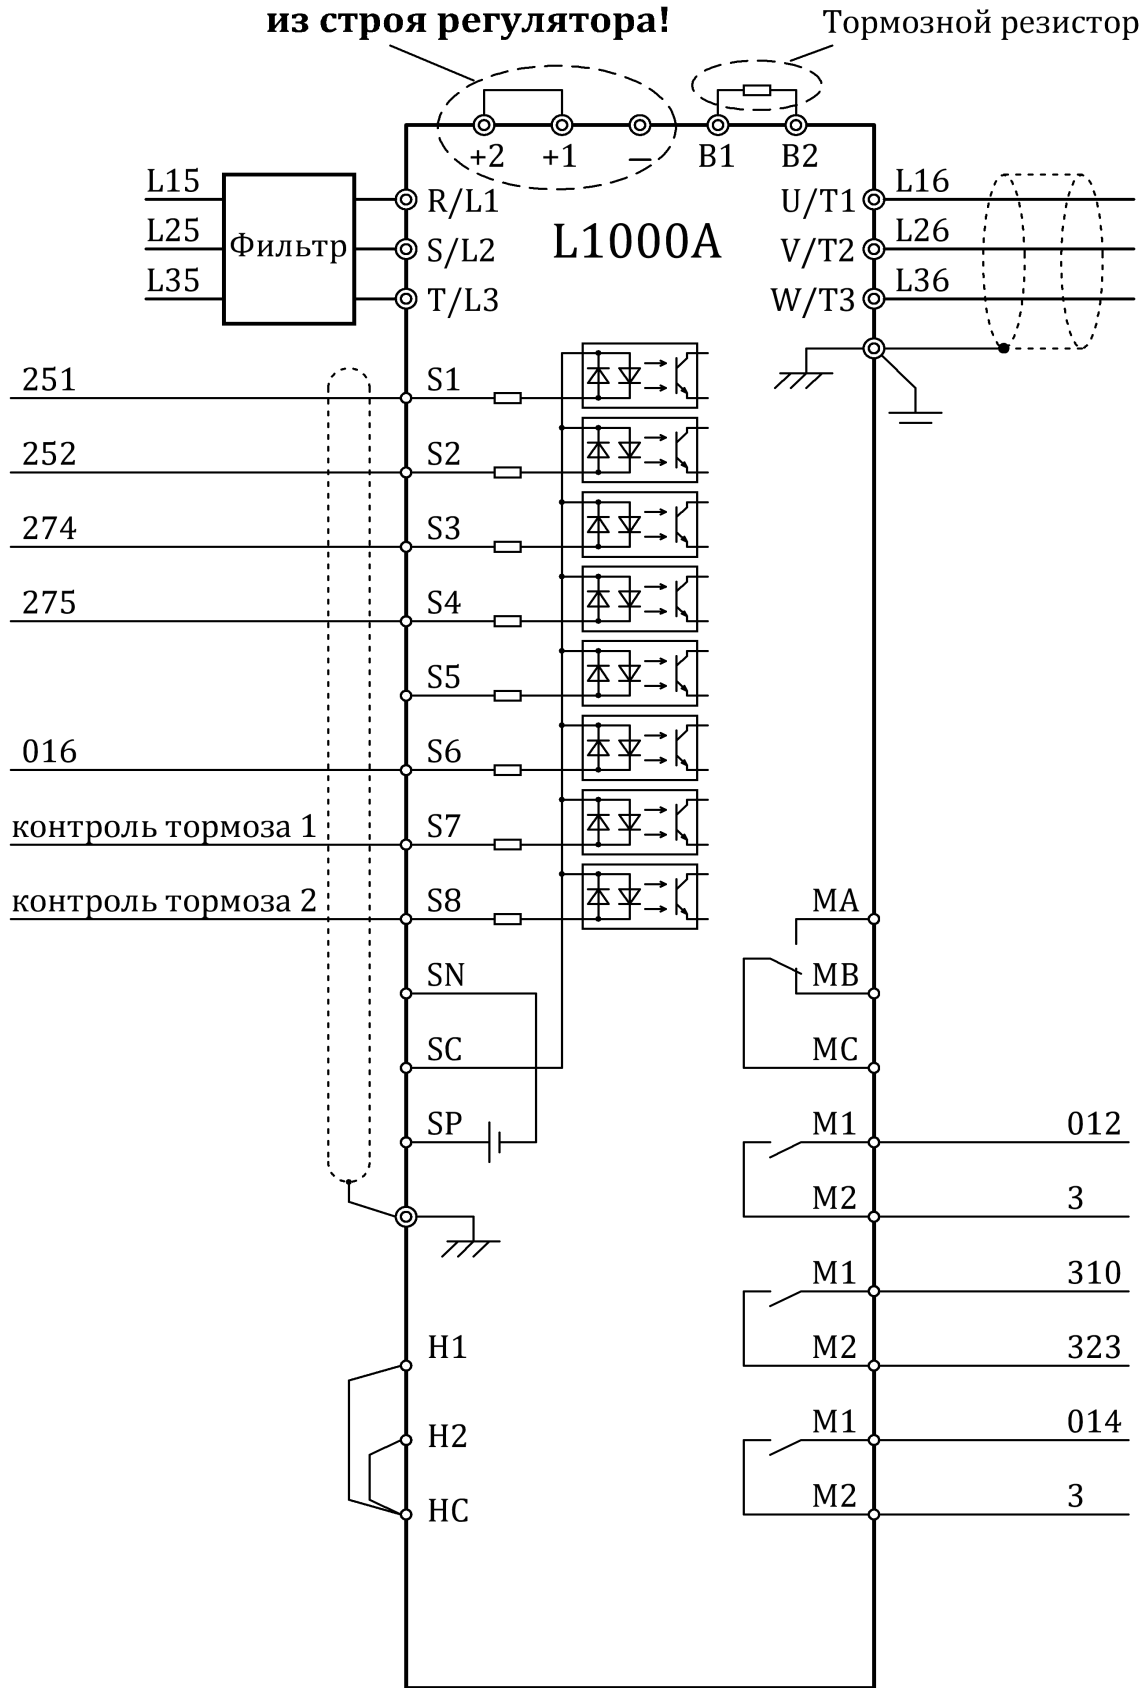 из строя регулятора!
Тормозной резистор
+2 +1 — B1 B2
L15 R/L1 L1000A U/T1 L16
L25 Фильтр S/L2 V/T2 L26
L35 T/L3 W/T3 L36
251 S1
252 S2
274 S3
275 S4
S5
016 S6
контроль тормоза 1 S7
контроль тормоза 2 S8 MA
SN MB
SC MC
SP M1 012
M2 3
M1 310
H1 M2 323
H2 M1 014
HC M2 3